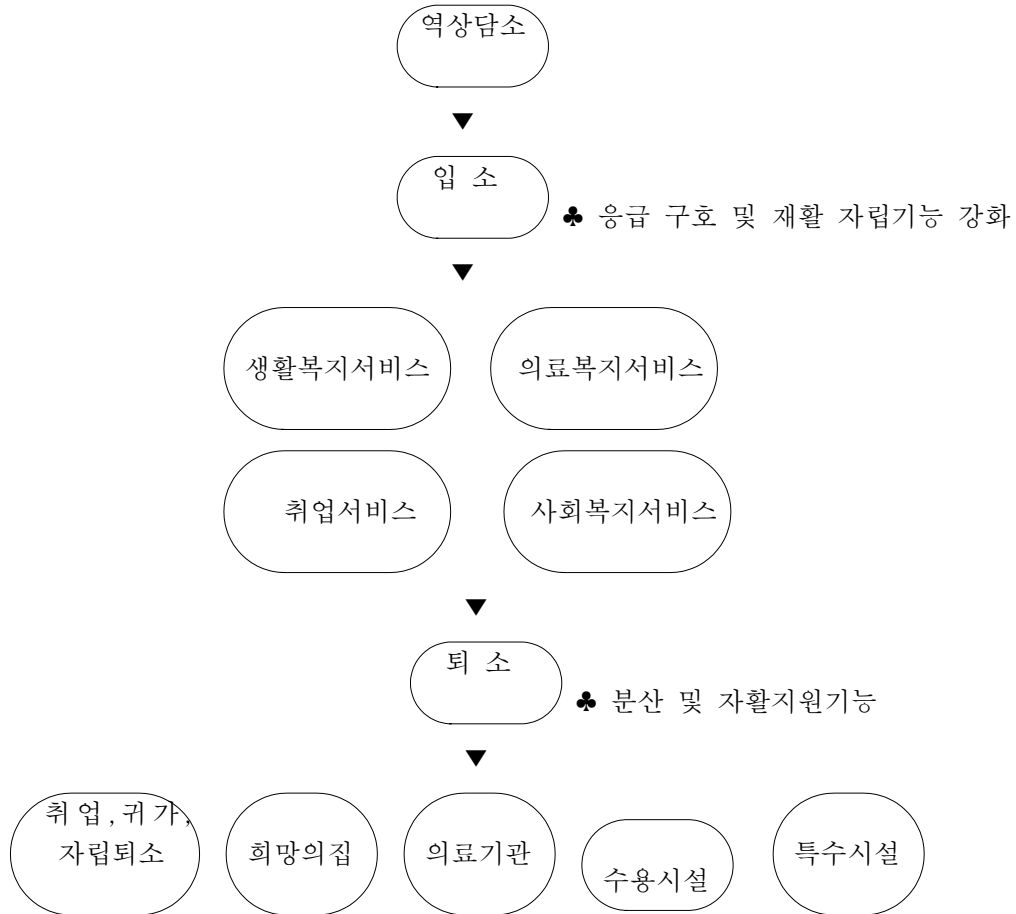 역상담소
▼
입 소
♣ 응급 구호 및 재활 자립기능 강화
▼
생활복지서비스 의료복지서비스
취업서비스 사회복지서비스
▼
퇴 소
♣ 분산 및 자활지원기능
▼
취업,귀가,
자립퇴소 희망의집 의료기관 수용시설 특수시설